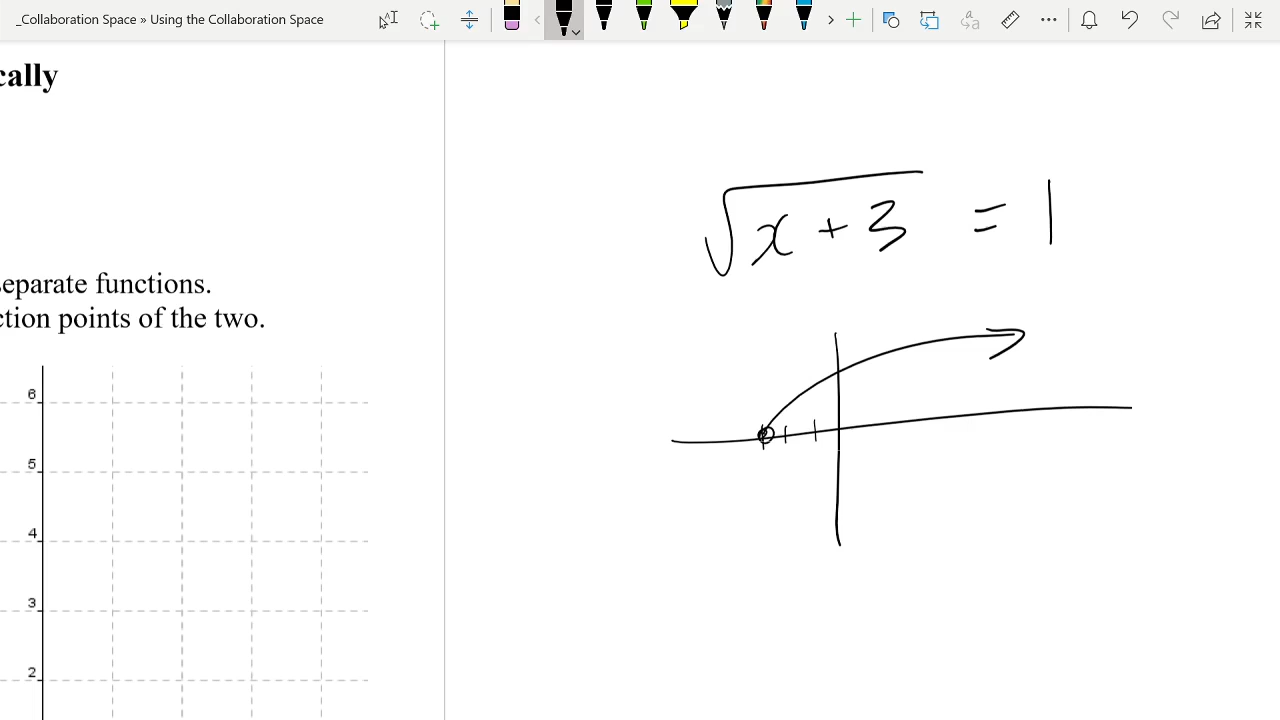 _Collaboration Space » Using the Collaboration Space
cally
separate functions.
ction points of the two.
√x + 3 = 1
6
5
4
3
2